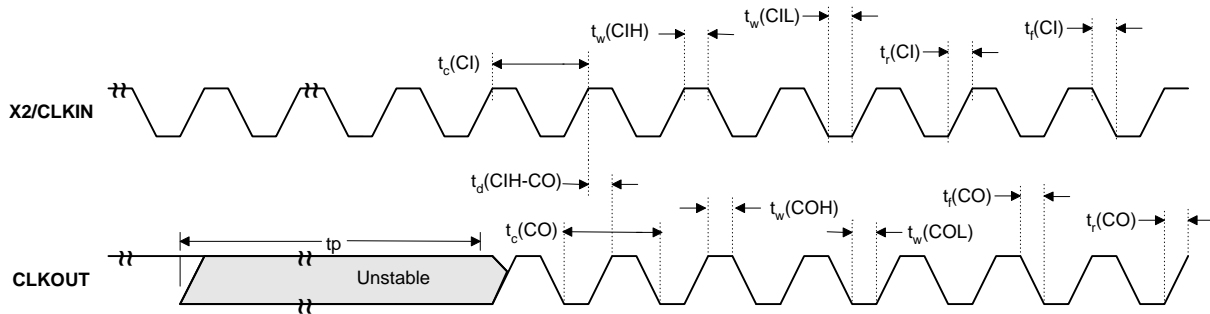 tw(CIH)
tw(CIL)
tr(CI)
tf(CI)
tc(CI)
X2/CLKIN
td(CIH-CO)
tc(CO)
tw(COH)
tw(COL)
tf(CO)
tr(CO)
tp
CLKOUT
Unstable